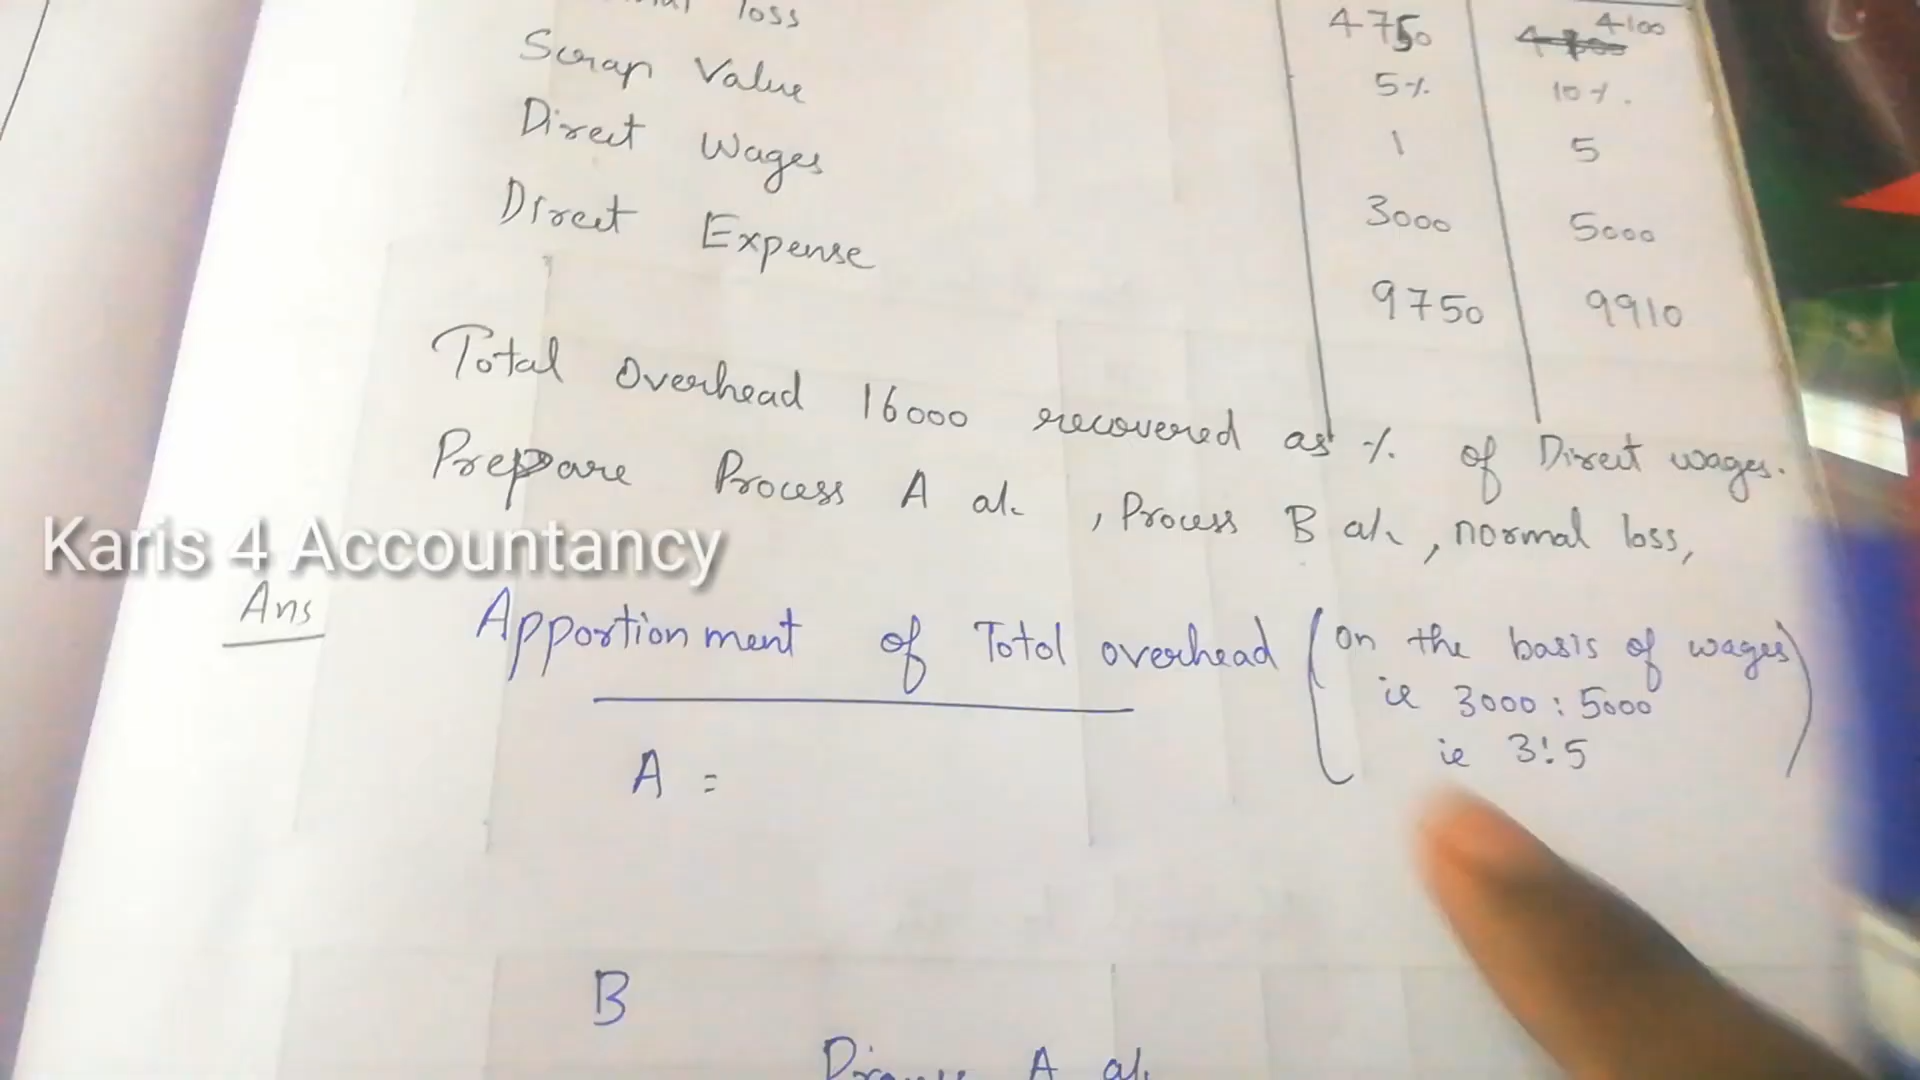 loss 4750 4100
Scrap Value 5% 10%.
Direct Wages 1 5
Direct Expense 3000 5000
9750 9910
Total Overhead 16000 recovered as % of Direct wages.
Prepare Process A a/c, Process B a/c, normal loss,
Karis 4 Accountancy
Ans
Apportionment of Total overhead (on the basis of wages)
ie 3000 : 5000
ie 3:5
A =
B
A a/c